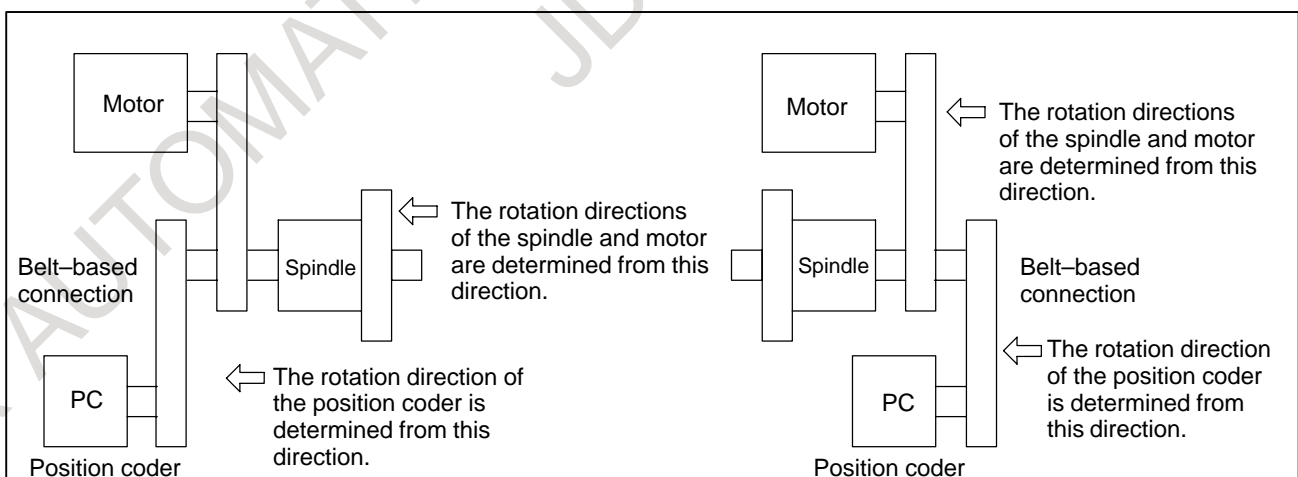 Motor
The rotation directions
of the spindle and motor
are determined from this
direction.
Spindle
Belt–based
connection
PC
The rotation direction of
the position coder is
determined from this
direction.
Position coder
Motor
The rotation directions
of the spindle and motor
are determined from this
direction.
Spindle
Belt–based
connection
PC
The rotation direction
of the position coder
is determined from
this direction.
Position coder
AUTOMAT